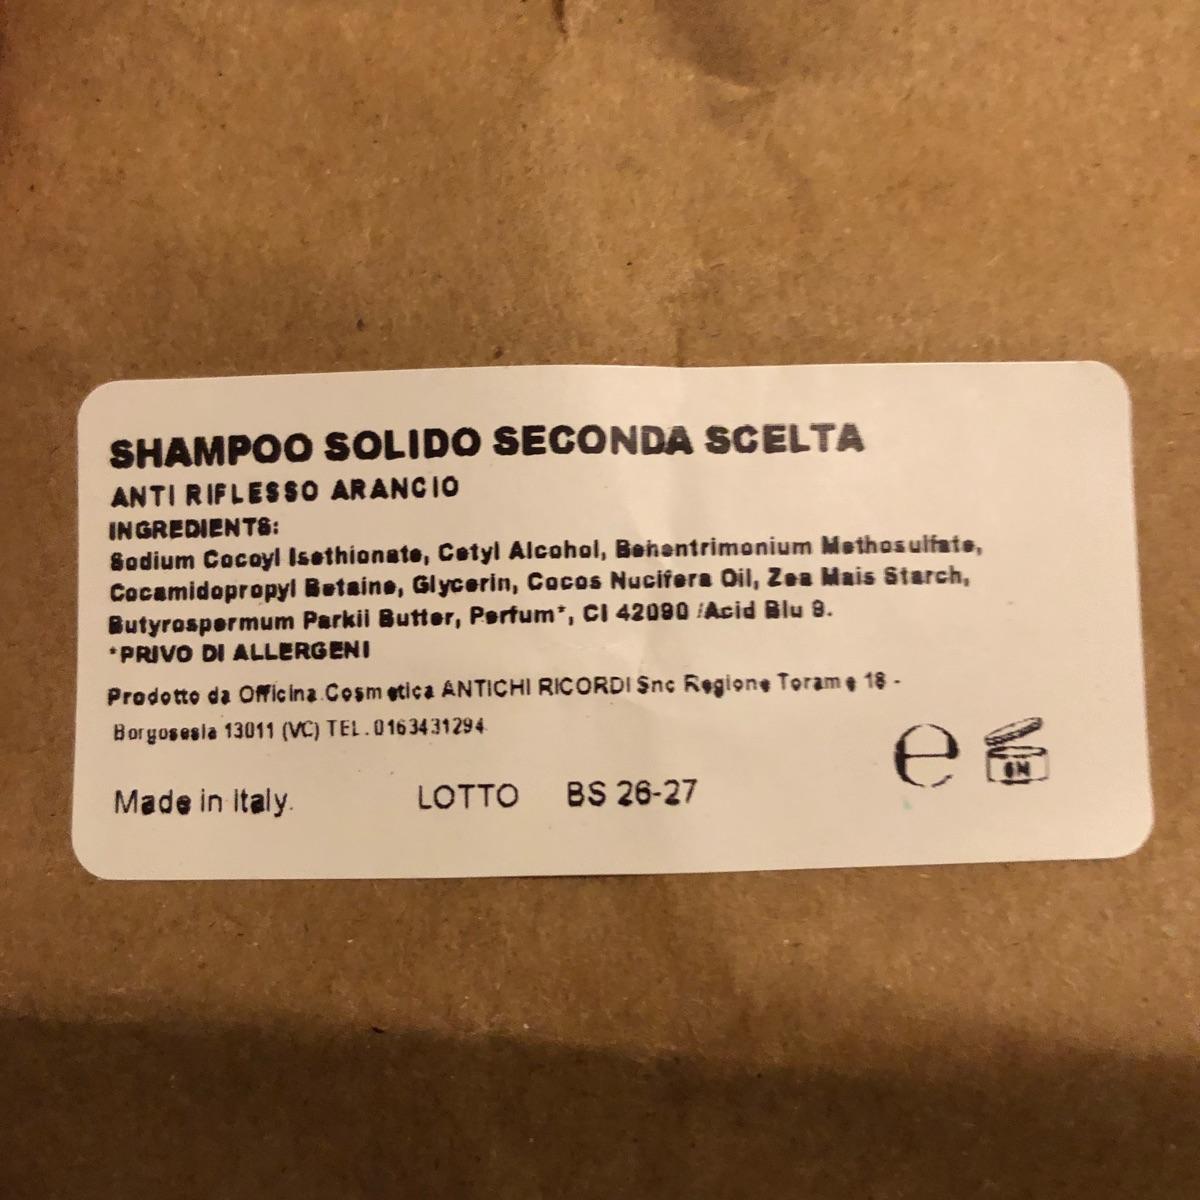 SHAMPOO SOLIDO SECONDA SCELTA
ANTI RIFLESSO ARANCIO
INGREDIENTS:
Sodium Cocoyl Isethionate, Cetyl Alcohol, Behentrimonium Methosulfate,
Cocamidopropyl Betaine, Glycerin, Cocos Nucifera Oil, Zea Mais Starch,
Butyrospermum Parkii Butter, Perfum*, CI 42090 /Acid Blu 9.
*PRIVO DI ALLERGENI
Prodotto da Officina Cosmetica ANTICHI RICORDI Snc Regione Torame 18 -
Borgosesia 13011 (VC) TEL. 0163431294
e 6M
Made in Italy. LOTTO BS 26-27